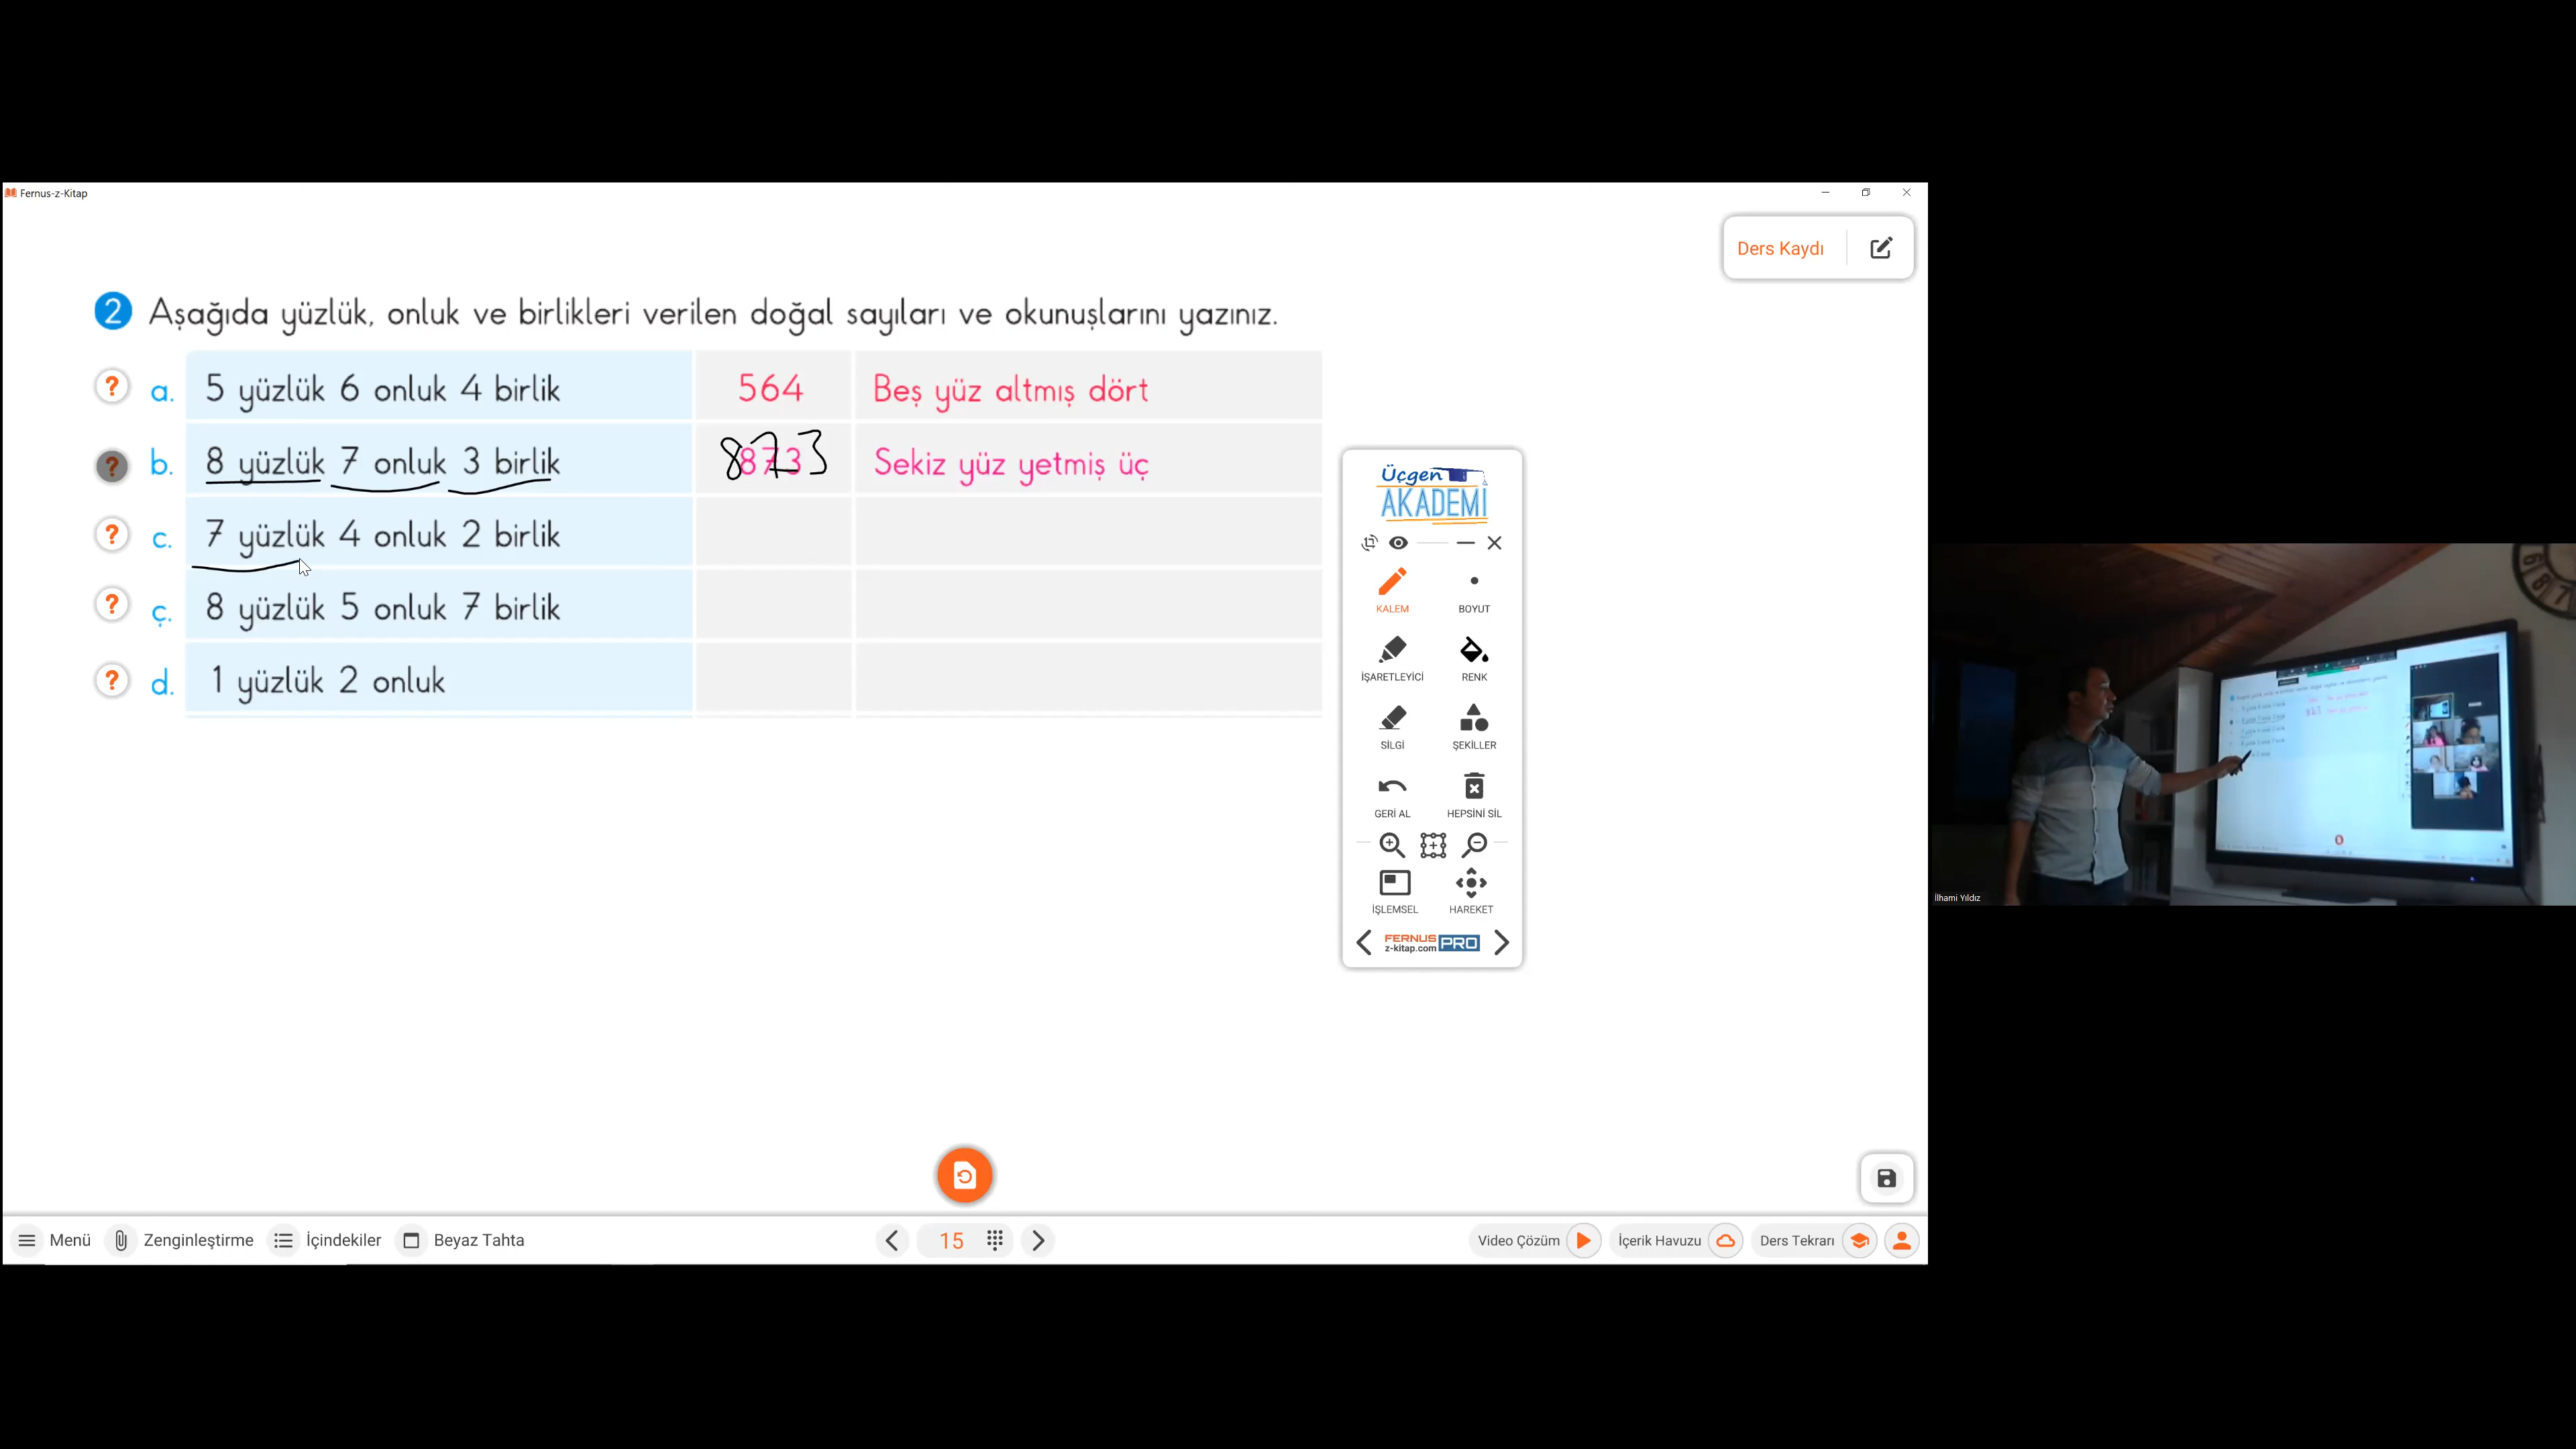 Fernus-z-Kitap
Ders Kaydı
2 Aşağıda yüzlük, onluk ve birlikleri verilen doğal sayıları ve okunuşlarını yazınız.
? a. 5 yüzlük 6 onluk 4 birlik 564 Beş yüz altmış dört
? b. 8 yüzlük 7 onluk 3 birlik 873 873 Sekiz yüz yetmiş üç
? c. 7 yüzlük 4 onluk 2 birlik
? ç. 8 yüzlük 5 onluk 7 birlik
? d. 1 yüzlük 2 onluk
Üçgen
AKADEMİ
KALEM BOYUT
İŞARETLEYİCİ RENK
SİLGİ ŞEKİLLER
GERİ AL HEPSİNİ SİL
İŞLEMSEL HAREKET
FERNUS
z-kitap.com PRO
İlhami Yıldız
Menü Zenginleştirme İçindekiler Beyaz Tahta 15 Video Çözüm İçerik Havuzu Ders Tekrarı